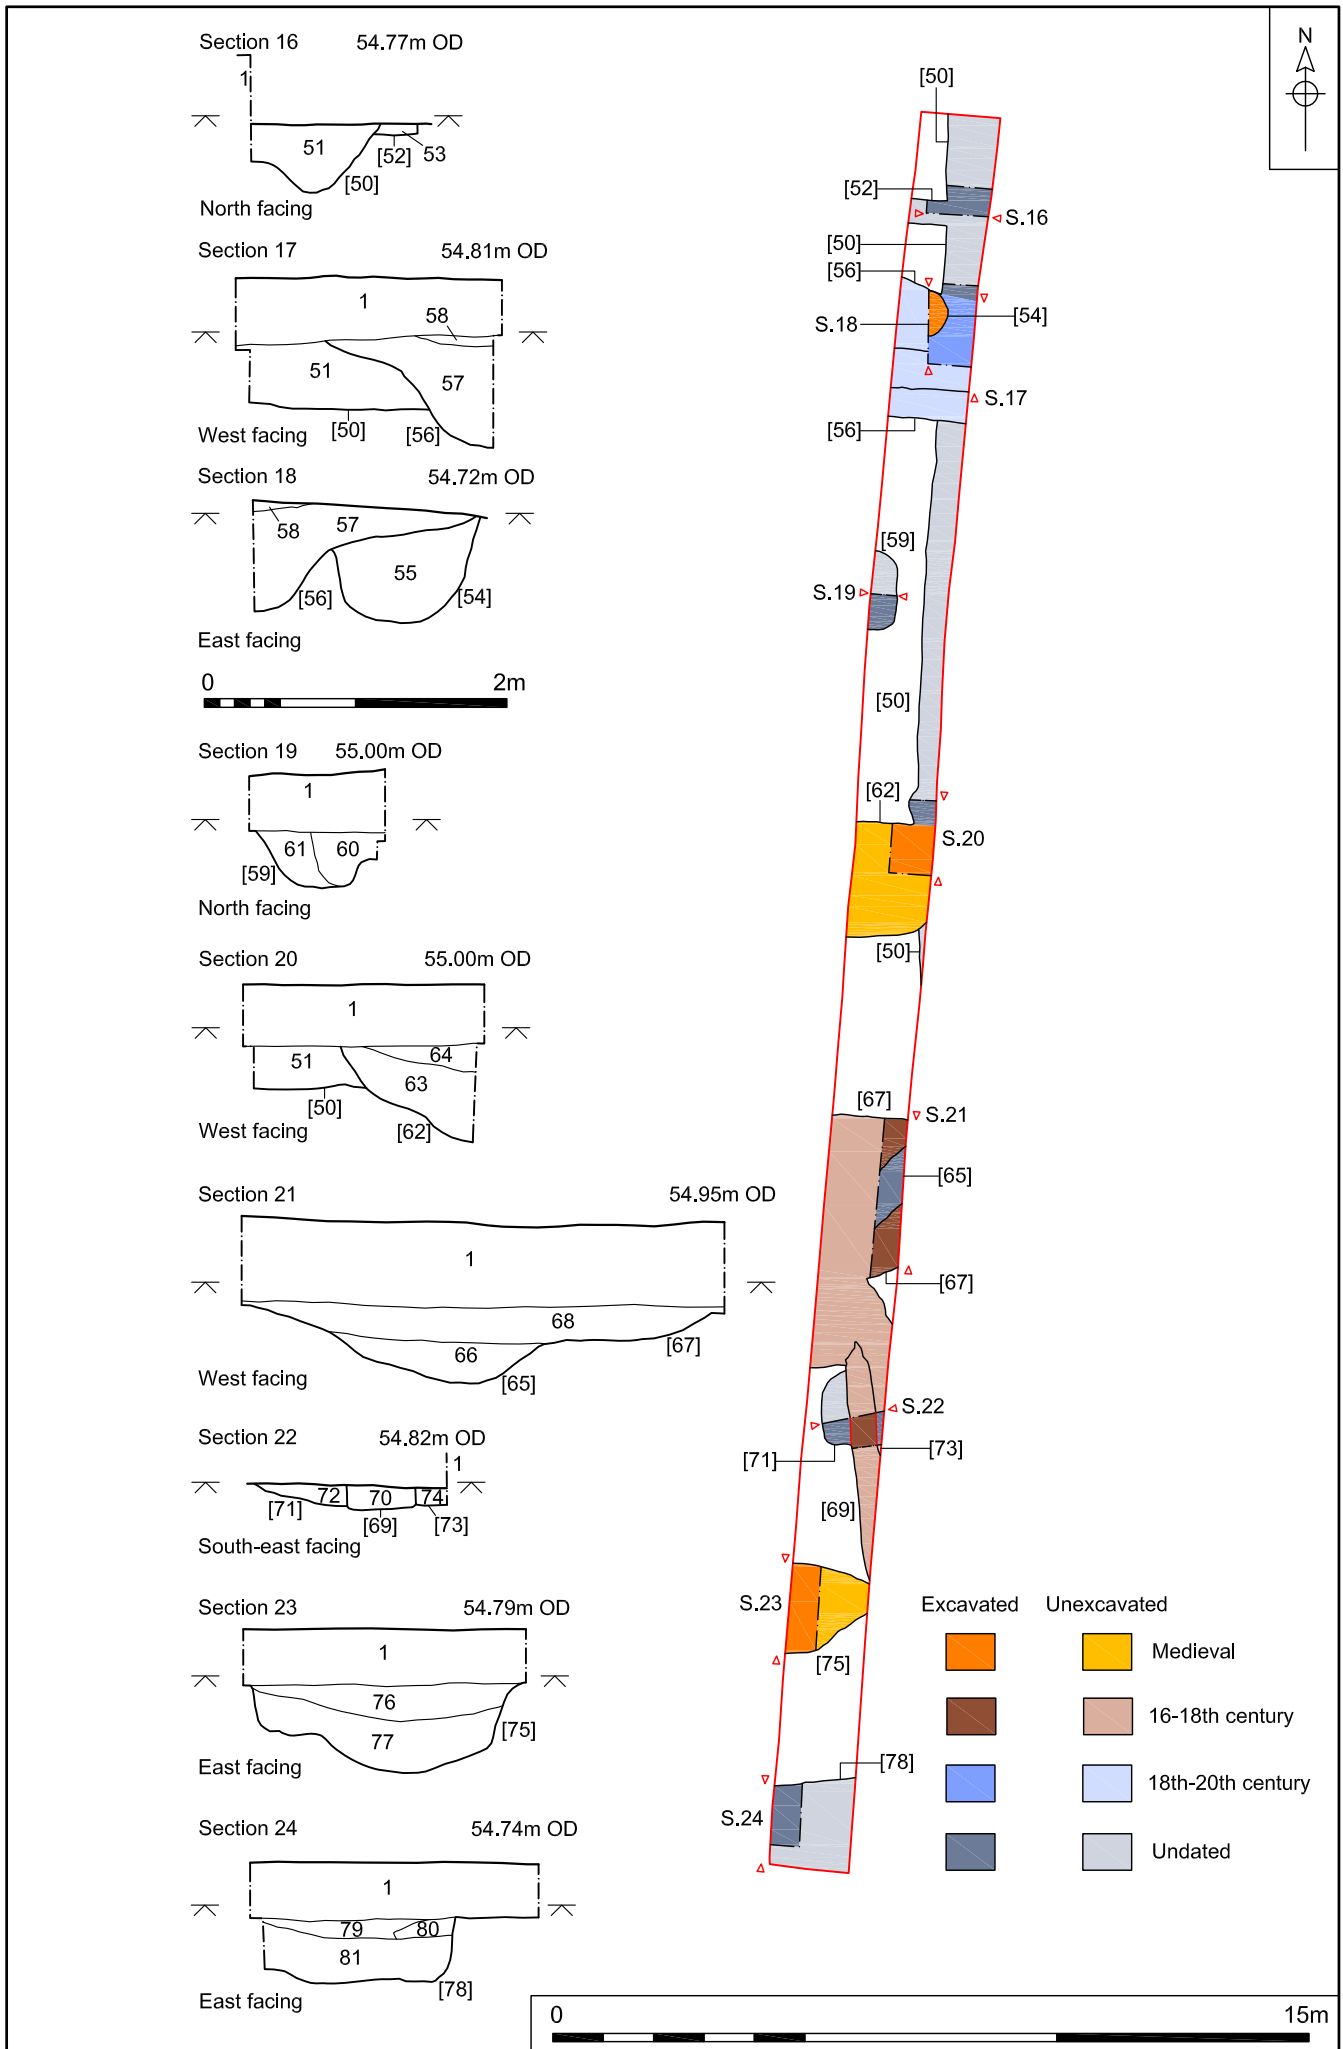 Section 16 54.77m OD
1
51
[52] 53
[50]
North facing
Section 17 54.81m OD
1
58
51
57
West facing [50] [56]
Section 18 54.72m OD
58 57
55
[56] [54]
East facing
0 2m
Section 19 55.00m OD
1
61 60
[59]
North facing
Section 20 55.00m OD
1
51 64
63
[50]
West facing [62]
Section 21 54.95m OD
1
68
66 [67]
West facing [65]
Section 22 54.82m OD
1
72 70 74
[71] [69] [73]
South-east facing
Section 23 54.79m OD
1
76
77 [75]
East facing
Section 24 54.74m OD
1
79 80
81
[78]
East facing
N
[50]
[52]
S.16
[50]
[56]
[54]
S.18
S.17
[56]
[59]
S.19
[50]
[62]
S.20
[50]
[67]
S.21
[65]
[67]
S.22
[71] [73]
[69]
S.23
[75]
[78]
S.24
Excavated Unexcavated
Medieval
16-18th century
18th-20th century
Undated
0 15m